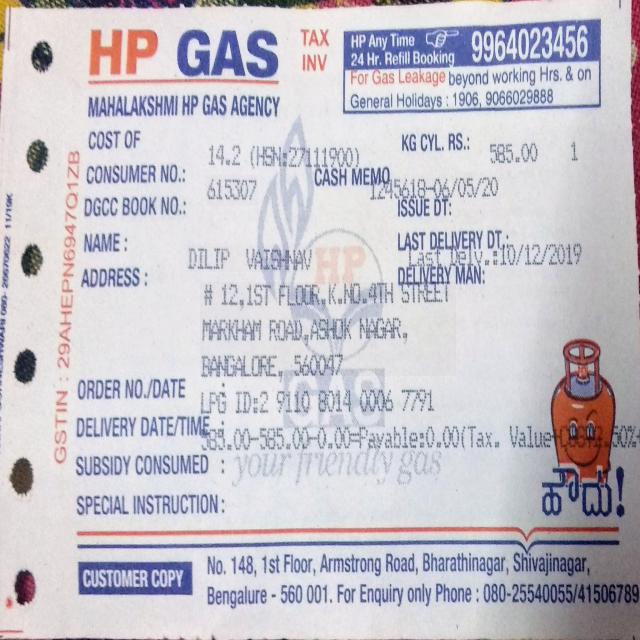 HP GAS TAX INV
HP Any Time 24 Hr. Refill Booking 9964023456
For Gas Leakage beyond working Hrs. & on
General Holidays : 1906, 9066029888
MAHALAKSHMI HP GAS AGENCY
COST OF 14.2 (HSN:27111900) KG CYL. RS.: 585.00 1
CONSUMER NO.: 615307 CASH MEMO 1245618-06/05/20
DGCC BOOK NO.: ISSUE DT:
NAME : DILIP VAISHNAV LAST DELIVERY DT.: Last Delv.:10/12/2019
ADDRESS : DELIVERY MAN:
# 12,1ST FLOOR,K.NO.4TH STREET
MARKHAM ROAD,ASHOK NAGAR,
BANGALORE, 560047
HP GAS
ORDER NO./DATE : LPG ID:2 9110 8014 0006 7791
DELIVERY DATE/TIME : 585.00-585.00-0.00=Payable:0.00(Tax. Value
SUBSIDY CONSUMED : your friendly gas
SPECIAL INSTRUCTION :
ಹೌದು!
CUSTOMER COPY
No. 148, 1st Floor, Armstrong Road, Bharathinagar, Shivajinagar,
Bengalure - 560 001. For Enquiry only Phone : 080-25540055/41506789
GSTIN : 29AHEPN6947Q1ZB